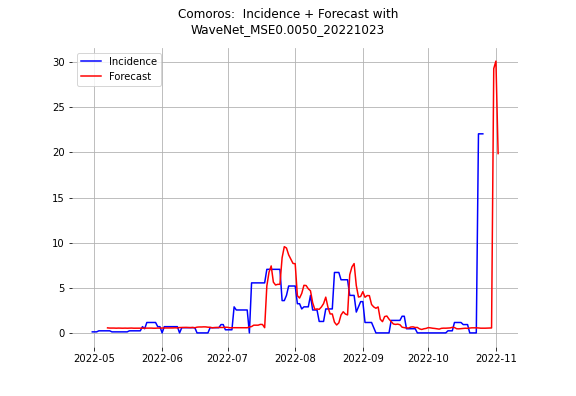 Comoros:  Incidence + Forecast with
WaveNet_MSE0.0050_20221023
Incidence
Forecast
30
25
20
15
10
5
0
2022-05 2022-06 2022-07 2022-08 2022-09 2022-10 2022-11